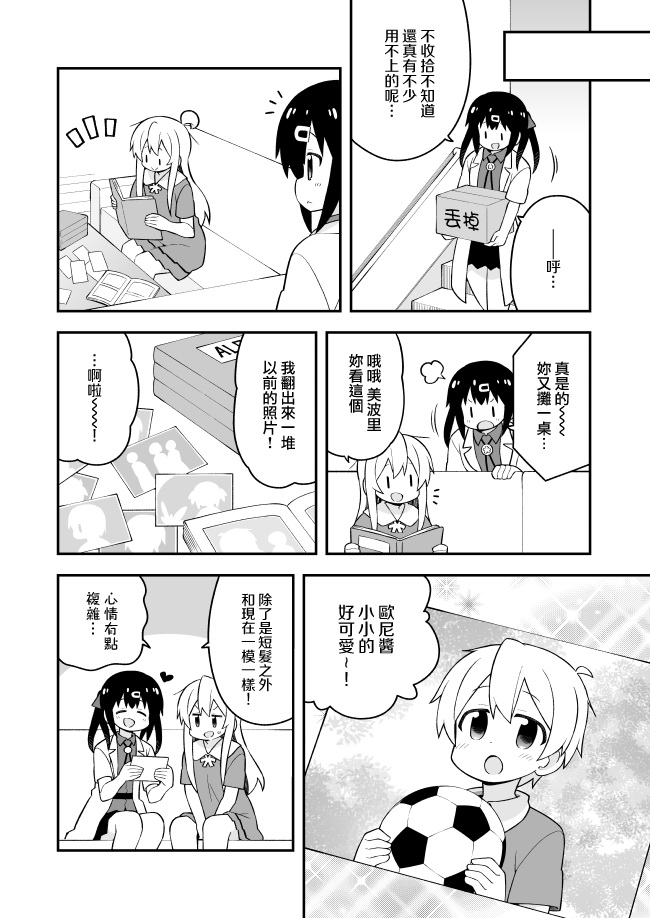 不收拾不知道
還真有不少
用不上的呢…
丟掉
——呼…
真是的~~
妳又攤一桌…
哦哦 美波里
妳看這個
我翻出來一堆
以前的照片!
ALB
…啊啦~~!
歐尼醬
小小的
好可愛~!
除了是短髮之外
和現在一模一樣!
心情有點
複雜…